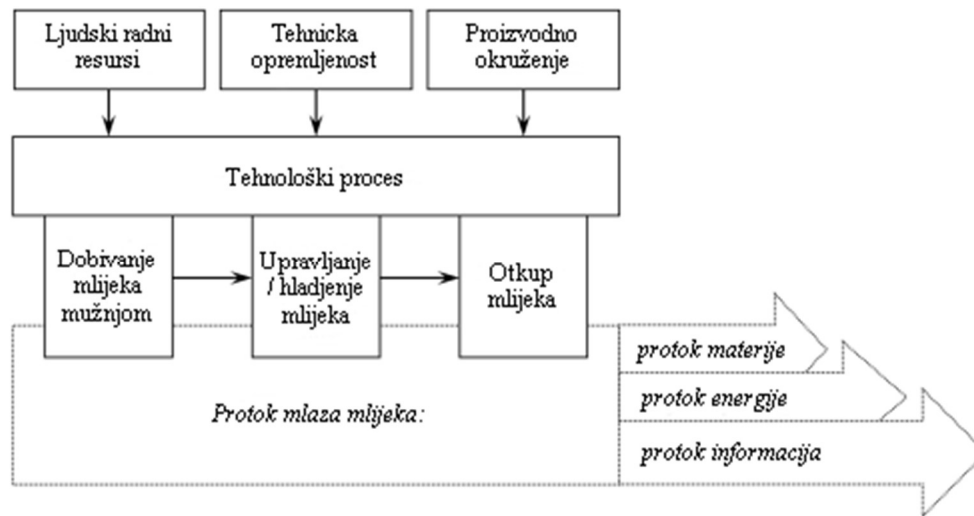 Ljudski radni
resursi
Tehnicka
opremljenost
Proizvodno
okruženje
Tehnološki proces
Dobivanje
mlijeka
mužnjom
Upravljanje
/ hladjenje
mlijeka
Otkup
mlijeka
protok materije
protok energije
Protok mlaza mlijeka:
protok informacija